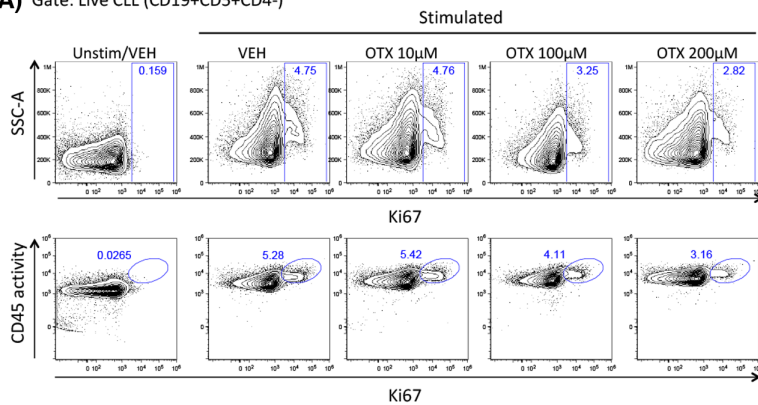 A) Gate: Live CLL (CD19+CD5+CD4-)
Stimulated
Unstim/VEH VEH OTX 10μM OTX 100μM OTX 200μM
SSC-A
1M 800K 600K 400K 200K 0
0.159 4.75 4.76 3.25 2.82
0 10² 10³ 10⁴ 10⁵ 10⁶
Ki67
CD45 activity
10⁶ 10⁵ 10⁴ 10³ 0
0.0265 5.28 5.42 4.11 3.16
0 10² 10³ 10⁴ 10⁵ 10⁶
Ki67